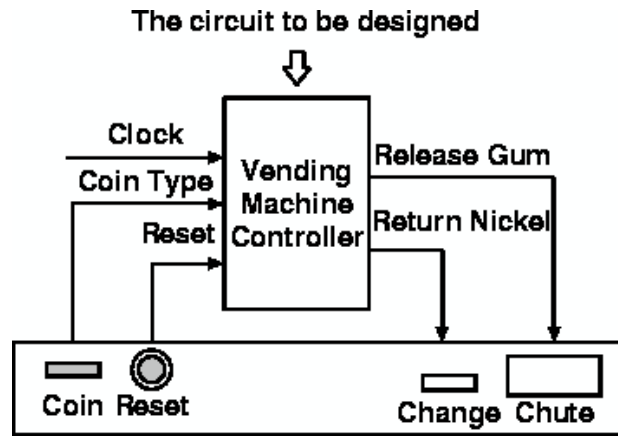 The circuit to be designed
Clock
Coin Type
Reset
Vending
Machine
Controller
Release Gum
Return Nickel
Coin Reset
Change Chute